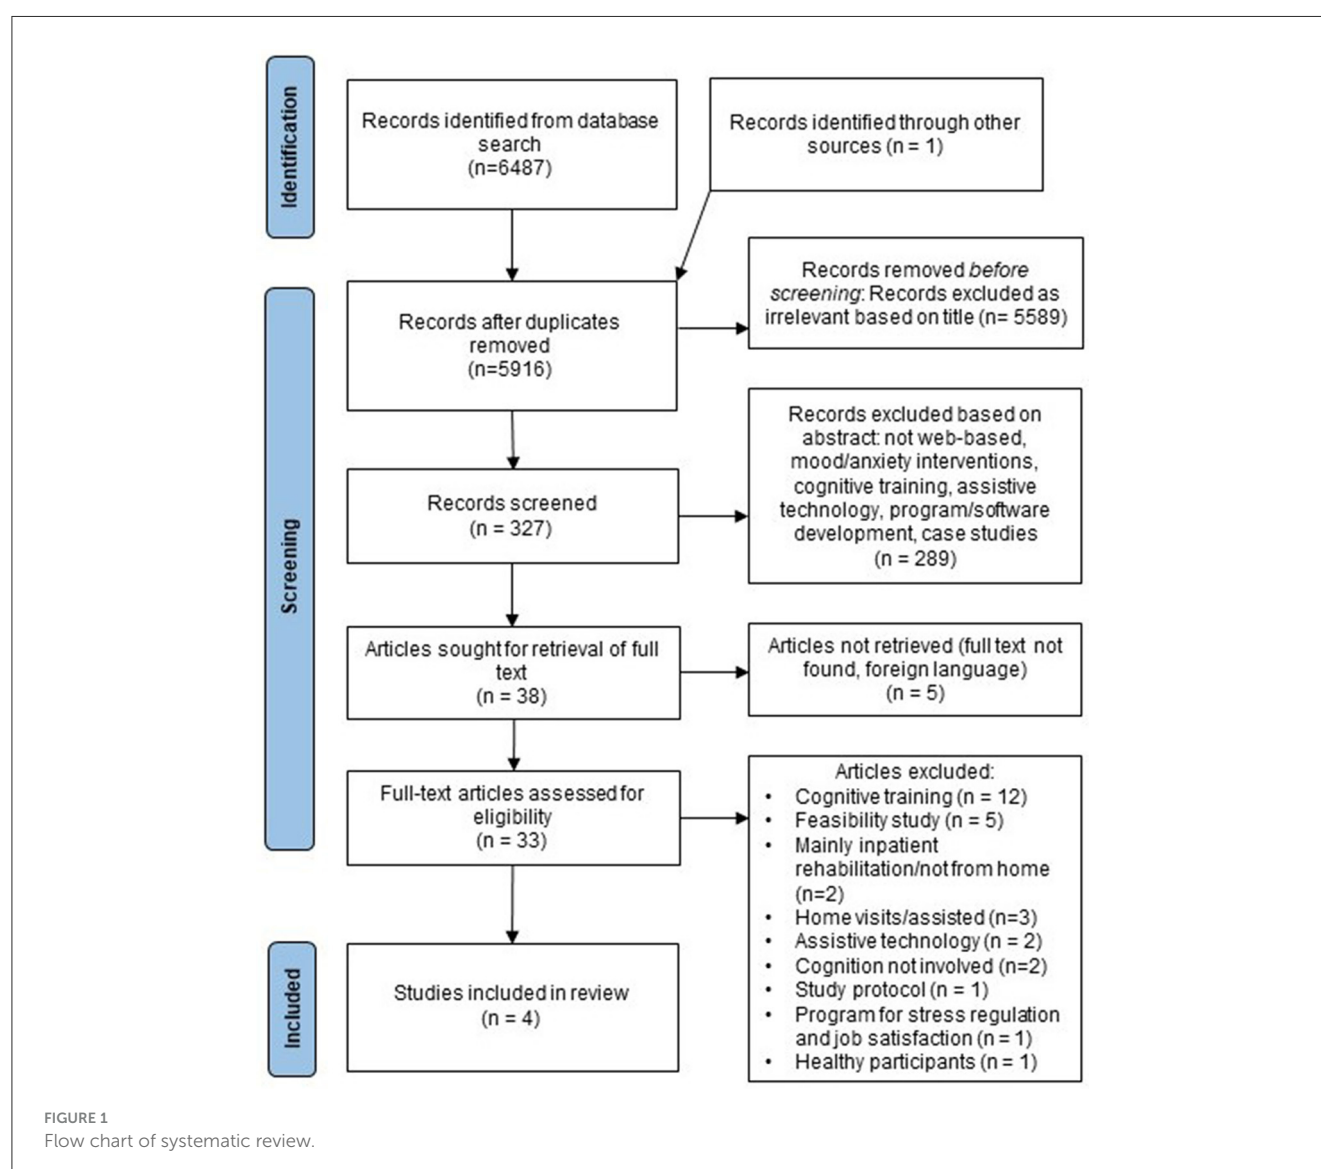 Identification
Records identified from database
search
(n=6487)
Records identified through other
sources (n = 1)
Screening
Records after duplicates
removed
(n=5916)
Records removed before
screening: Records excluded as
irrelevant based on title (n= 5589)
Records screened
(n = 327)
Records excluded based on
abstract: not web-based,
mood/anxiety interventions,
cognitive training, assistive
technology, program/software
development, case studies
(n = 289)
Articles sought for retrieval of full
text
(n = 38)
Articles not retrieved (full text not
found, foreign language)
(n = 5)
Full-text articles assessed for
eligibility
(n = 33)
Articles excluded:
• Cognitive training (n = 12)
• Feasibility study (n = 5)
• Mainly inpatient
rehabilitation/not from home
(n=2)
• Home visits/assisted (n=3)
• Assistive technology (n = 2)
• Cognition not involved (n=2)
• Study protocol (n = 1)
• Program for stress regulation
and job satisfaction (n = 1)
• Healthy participants (n = 1)
Included
Studies included in review
(n = 4)
FIGURE 1
Flow chart of systematic review.